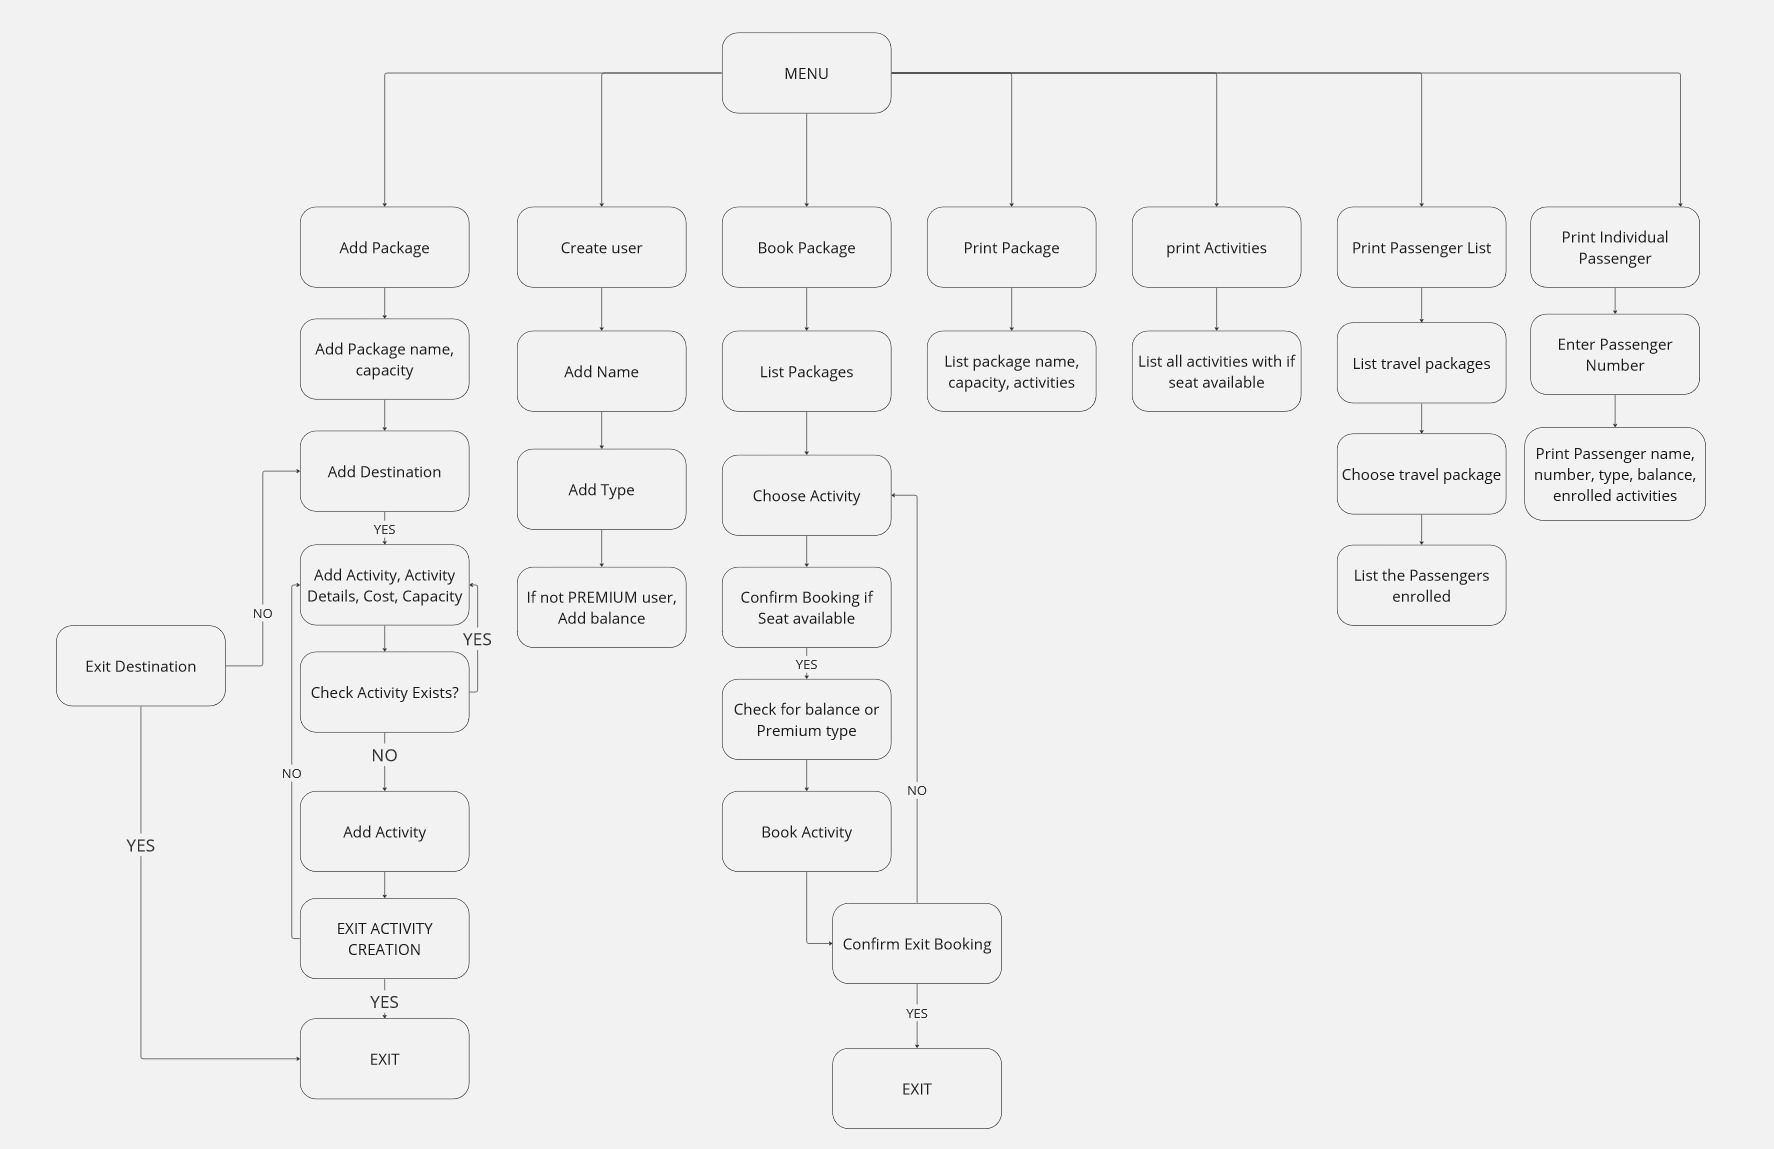 MENU
Add Package
Create user
Book Package
Print Package
print Activities
Print Passenger List
Print Individual
Passenger
Add Package name,
capacity
Add Name
List Packages
List package name,
capacity, activities
List all activities with if
seat available
List travel packages
Enter Passenger
Number
Add Destination
Add Type
Choose Activity
Choose travel package
Print Passenger name,
number, type, balance,
enrolled activities
YES
Add Activity, Activity
Details, Cost, Capacity
If not PREMIUM user,
Add balance
Confirm Booking if
Seat available
List the Passengers
enrolled
NO
YES
Exit Destination
Check Activity Exists?
YES
Check for balance or
Premium type
NO
NO
NO
YES
Add Activity
Book Activity
EXIT ACTIVITY
CREATION
Confirm Exit Booking
YES
YES
EXIT
EXIT